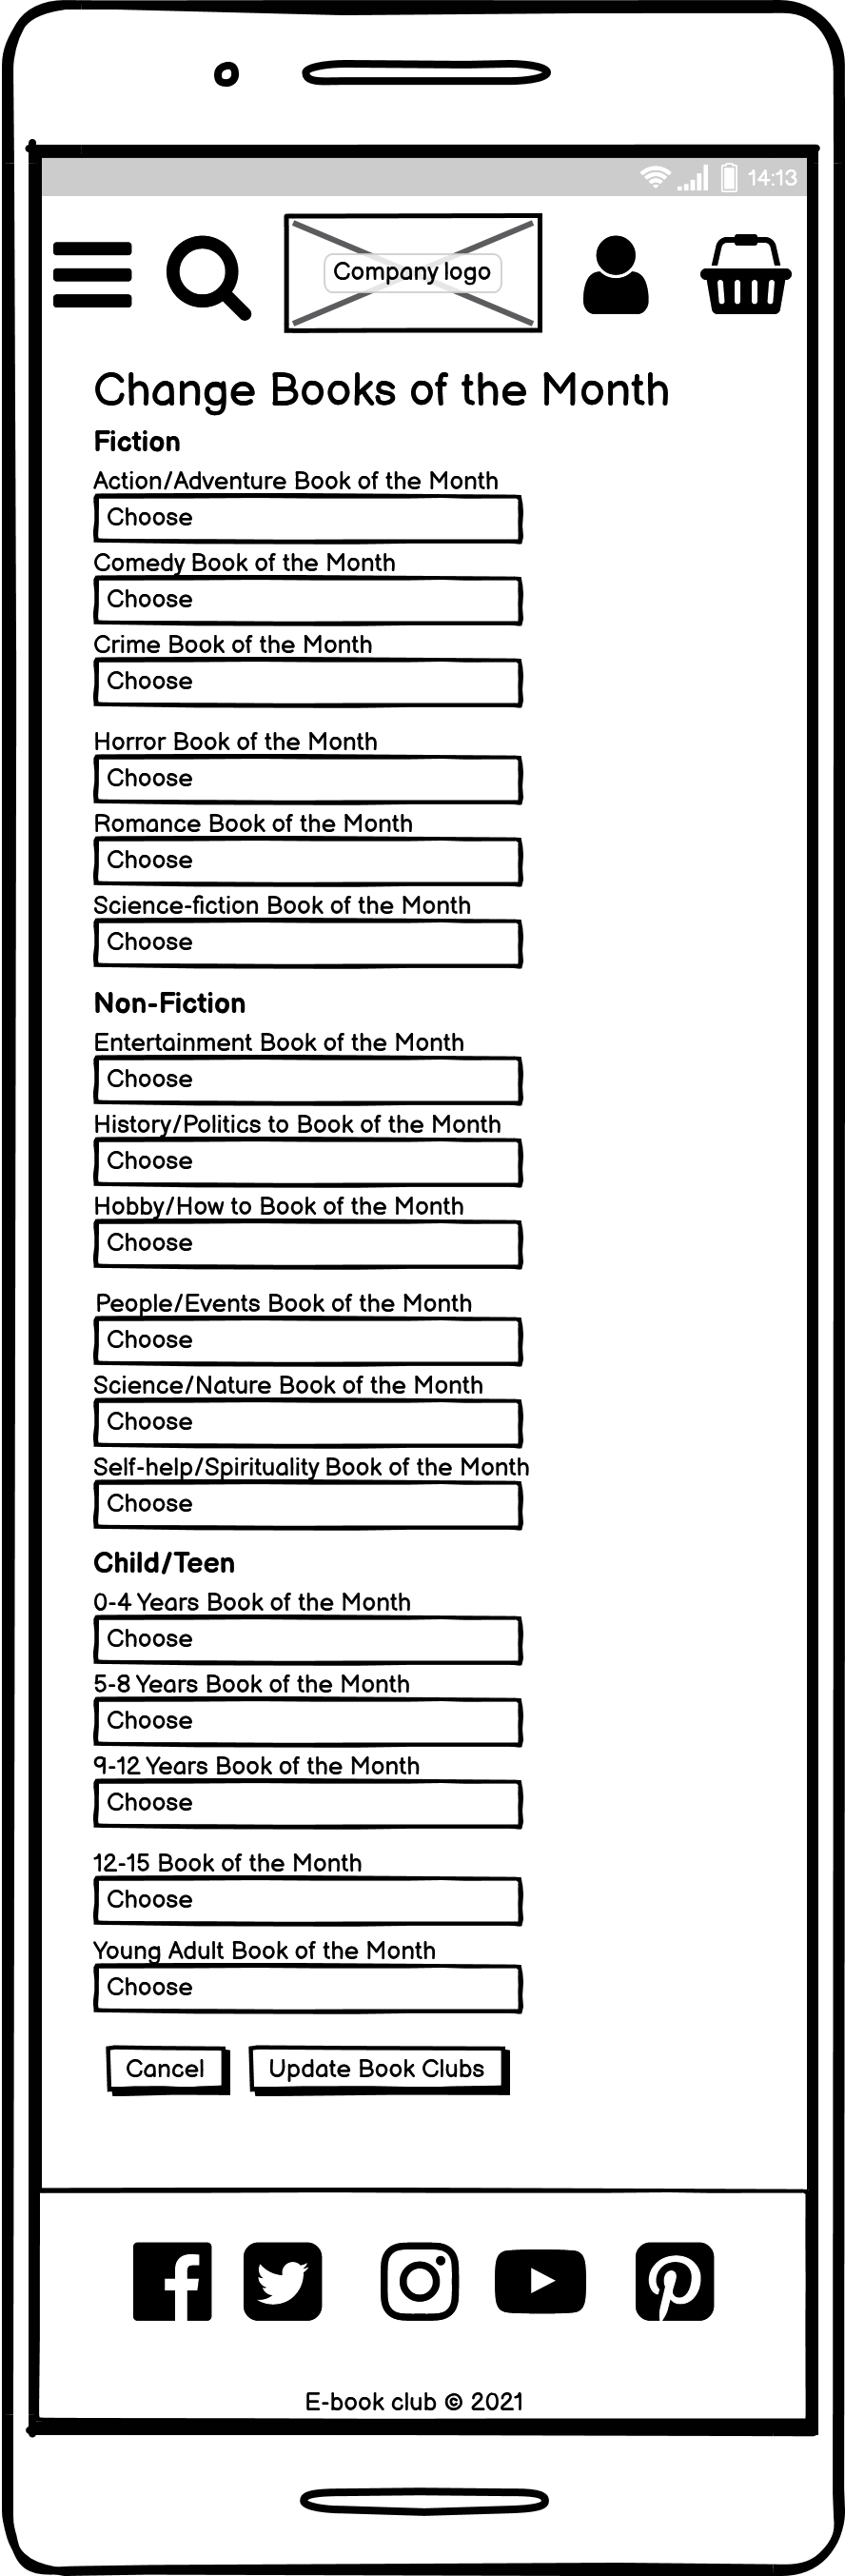 14:13
Company logo
Change Books of the Month
Fiction
Action/Adventure Book of the Month
Choose
Comedy Book of the Month
Choose
Crime Book of the Month
Choose
Horror Book of the Month
Choose
Romance Book of the Month
Choose
Science-fiction Book of the Month
Choose
Non-Fiction
Entertainment Book of the Month
Choose
History/Politics to Book of the Month
Choose
Hobby/How to Book of the Month
Choose
People/Events Book of the Month
Choose
Science/Nature Book of the Month
Choose
Self-help/Spirituality Book of the Month
Choose
Child/Teen
0-4 Years Book of the Month
Choose
5-8 Years Book of the Month
Choose
9-12 Years Book of the Month
Choose
12-15 Book of the Month
Choose
Young Adult Book of the Month
Choose
Cancel Update Book Clubs
E-book club © 2021